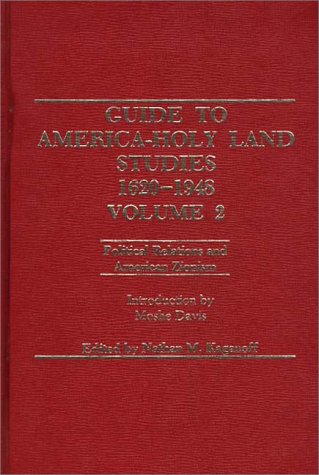 GUIDE TO
AMERICA-HOLY LAND
STUDIES
1620-1948
VOLUME 2
Political Relations and
American Zionism
Introduction by
Moshe Davis
Edited by Nathan M. Kaganoff